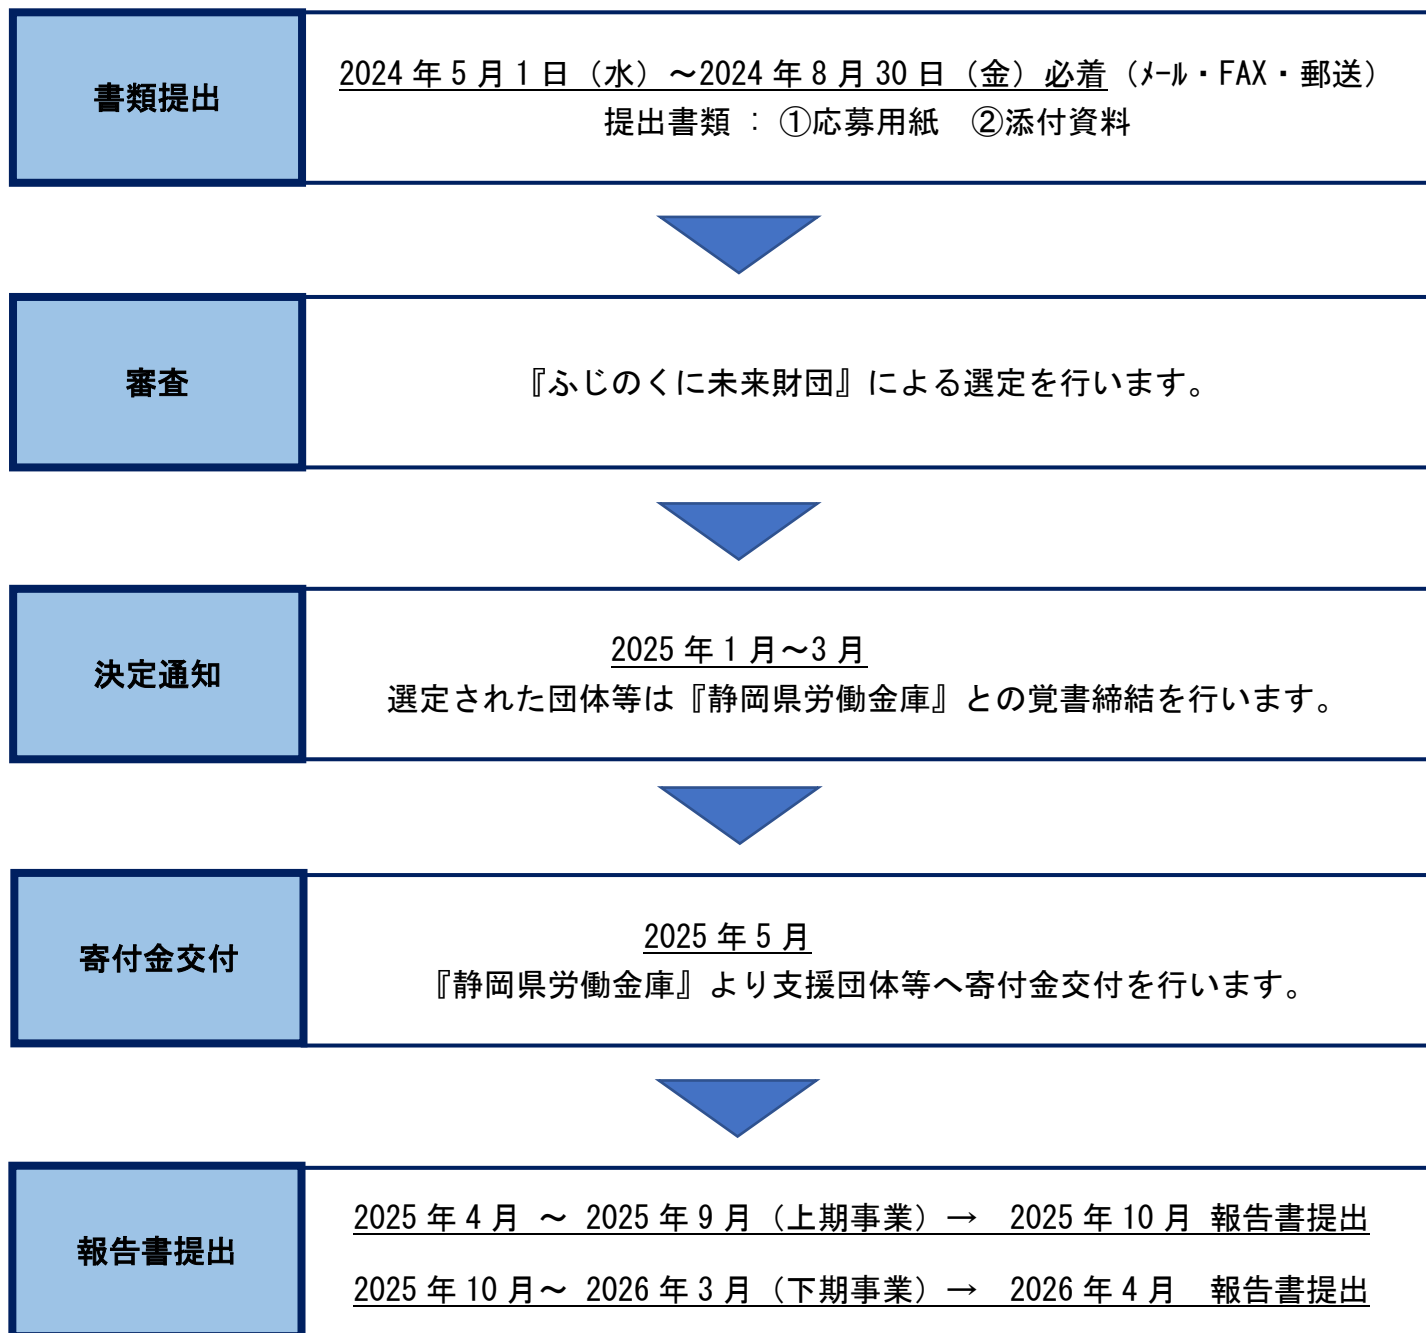 書類提出
2024年5月1日（水）～2024年8月30日（金）必着（ﾒｰﾙ・FAX・郵送）
提出書類 ： ①応募用紙　②添付資料
審査
『ふじのくに未来財団』による選定を行います。
決定通知
2025年1月～3月
選定された団体等は『静岡県労働金庫』との覚書締結を行います。
寄付金交付
2025年5月
『静岡県労働金庫』より支援団体等へ寄付金交付を行います。
報告書提出
2025年4月 ～ 2025年9月（上期事業）→　2025年10月 報告書提出
2025年10月～ 2026年3月（下期事業）→　2026年4月　報告書提出